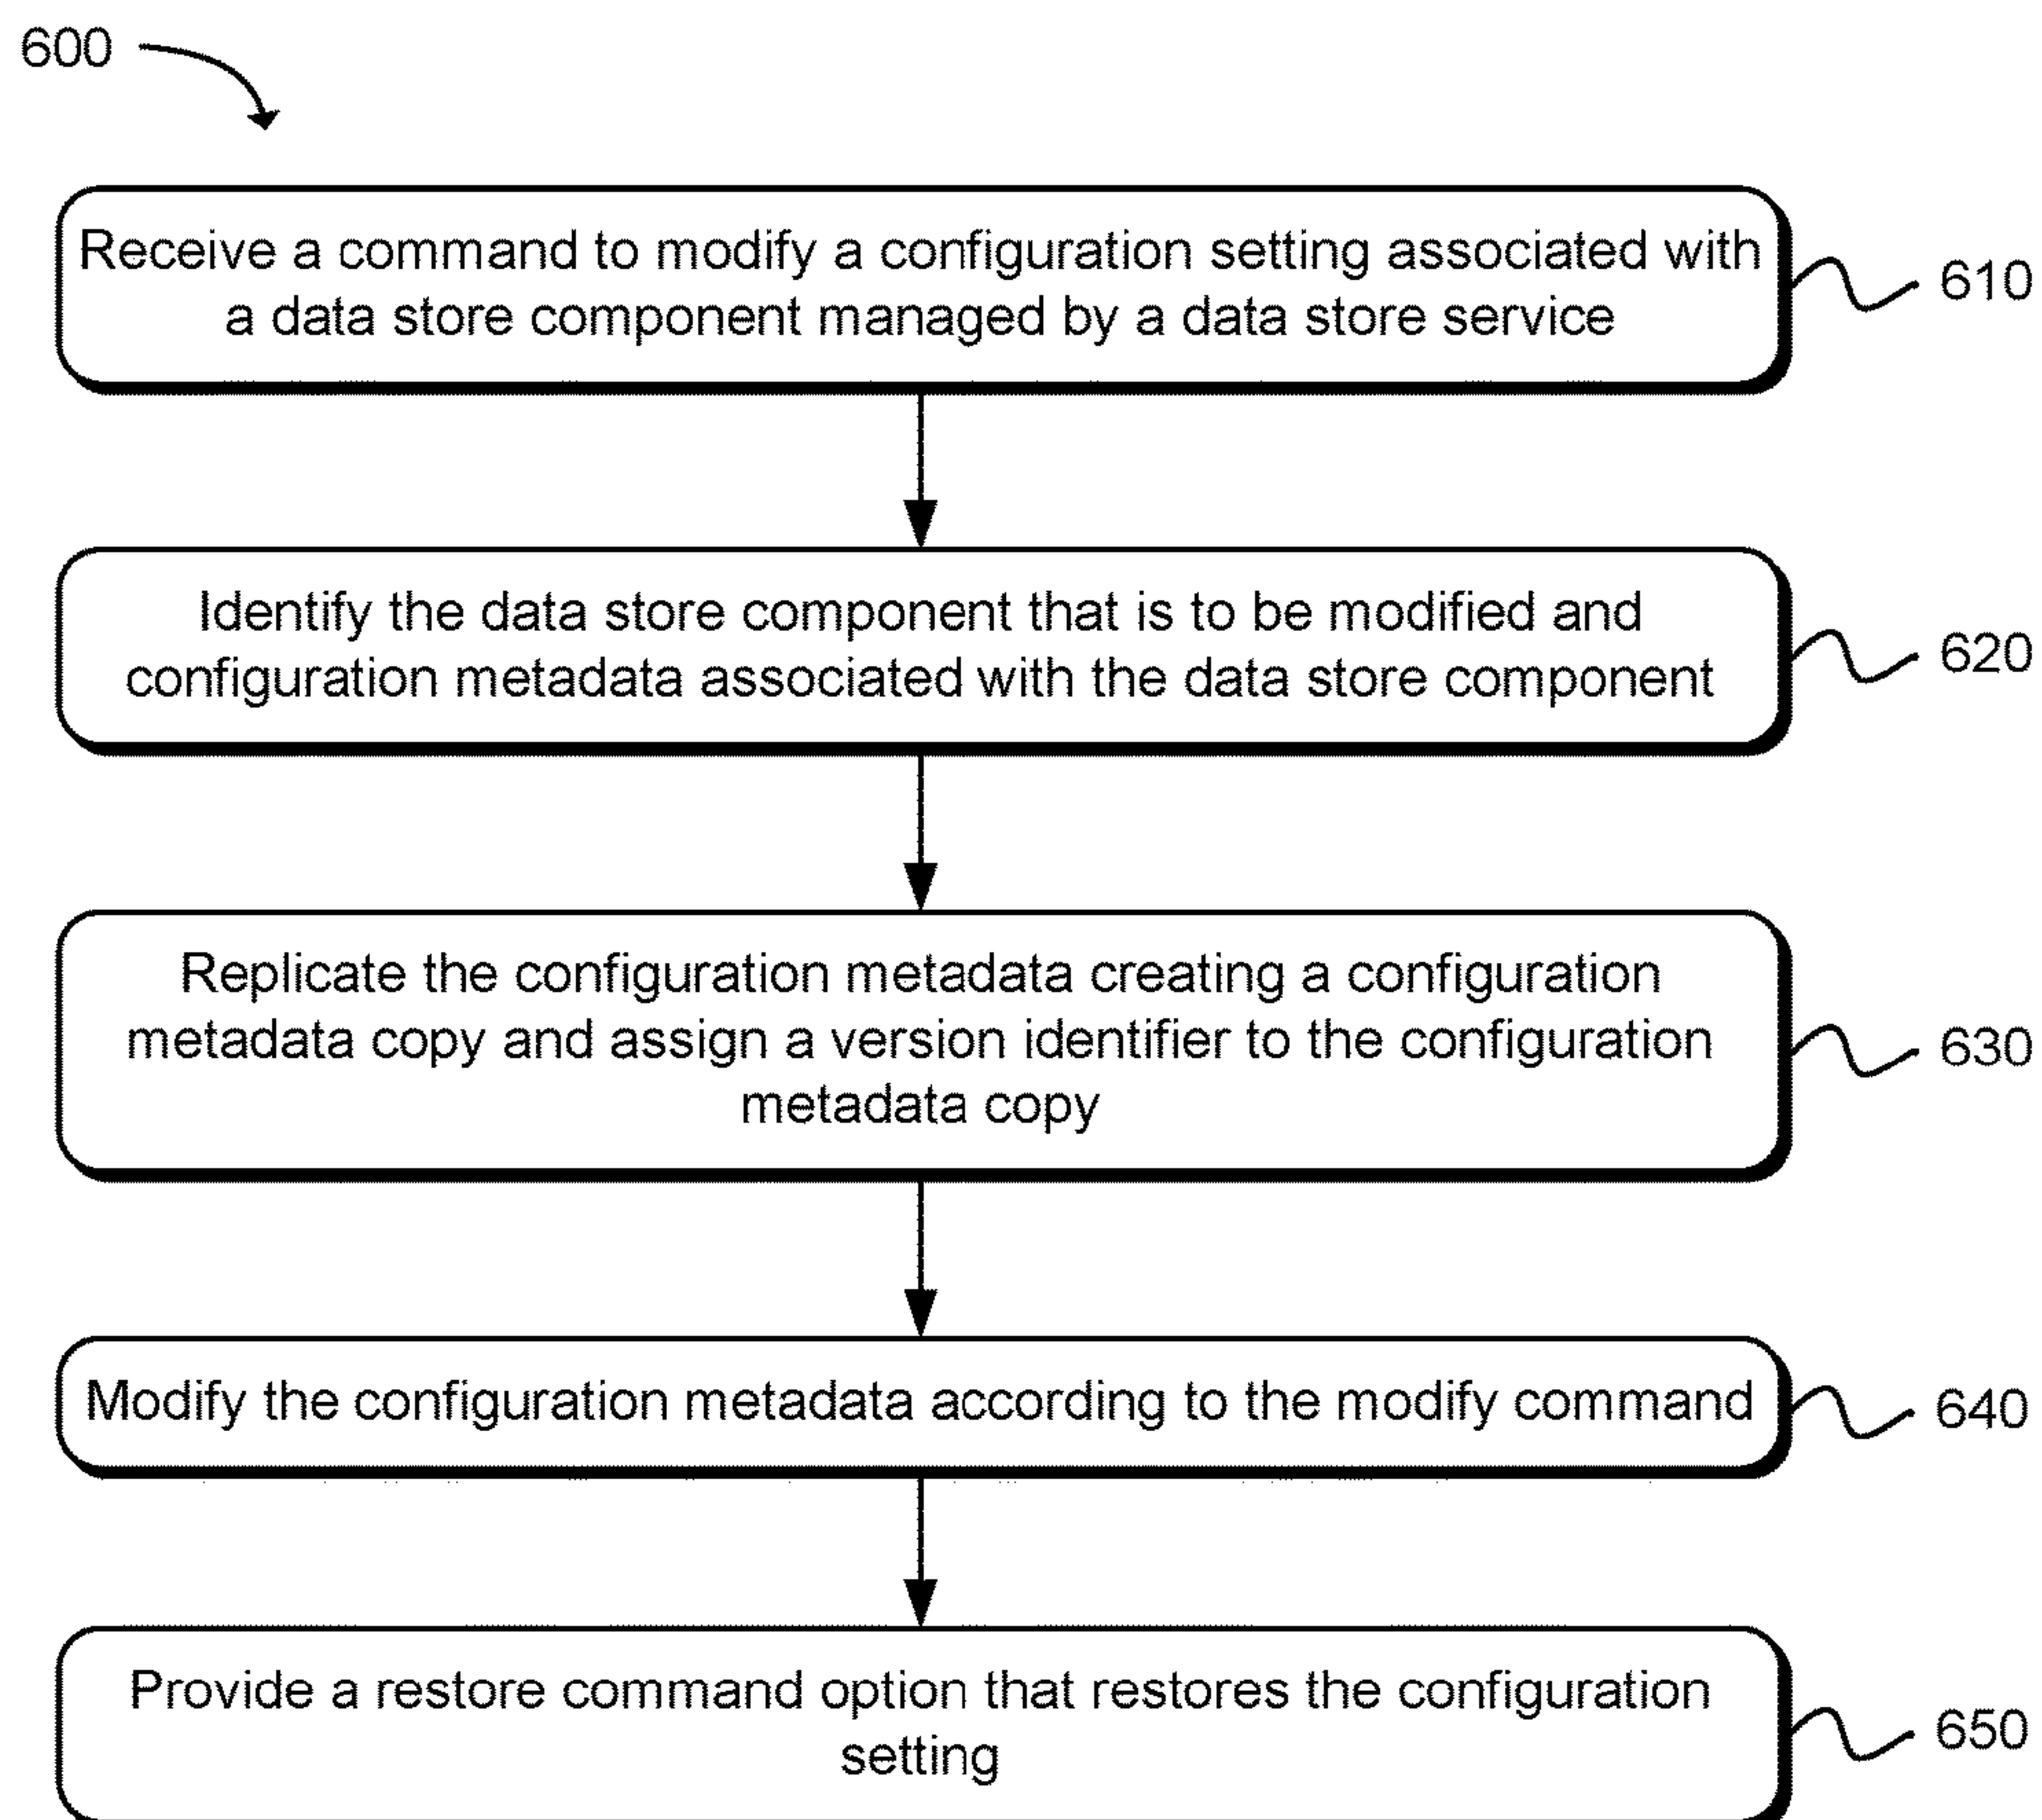 600
Receive a command to modify a configuration setting associated with
a data store component managed by a data store service
610
Identify the data store component that is to be modified and
configuration metadata associated with the data store component
620
Replicate the configuration metadata creating a configuration
metadata copy and assign a version identifier to the configuration
metadata copy
630
Modify the configuration metadata according to the modify command
640
Provide a restore command option that restores the configuration
setting
650